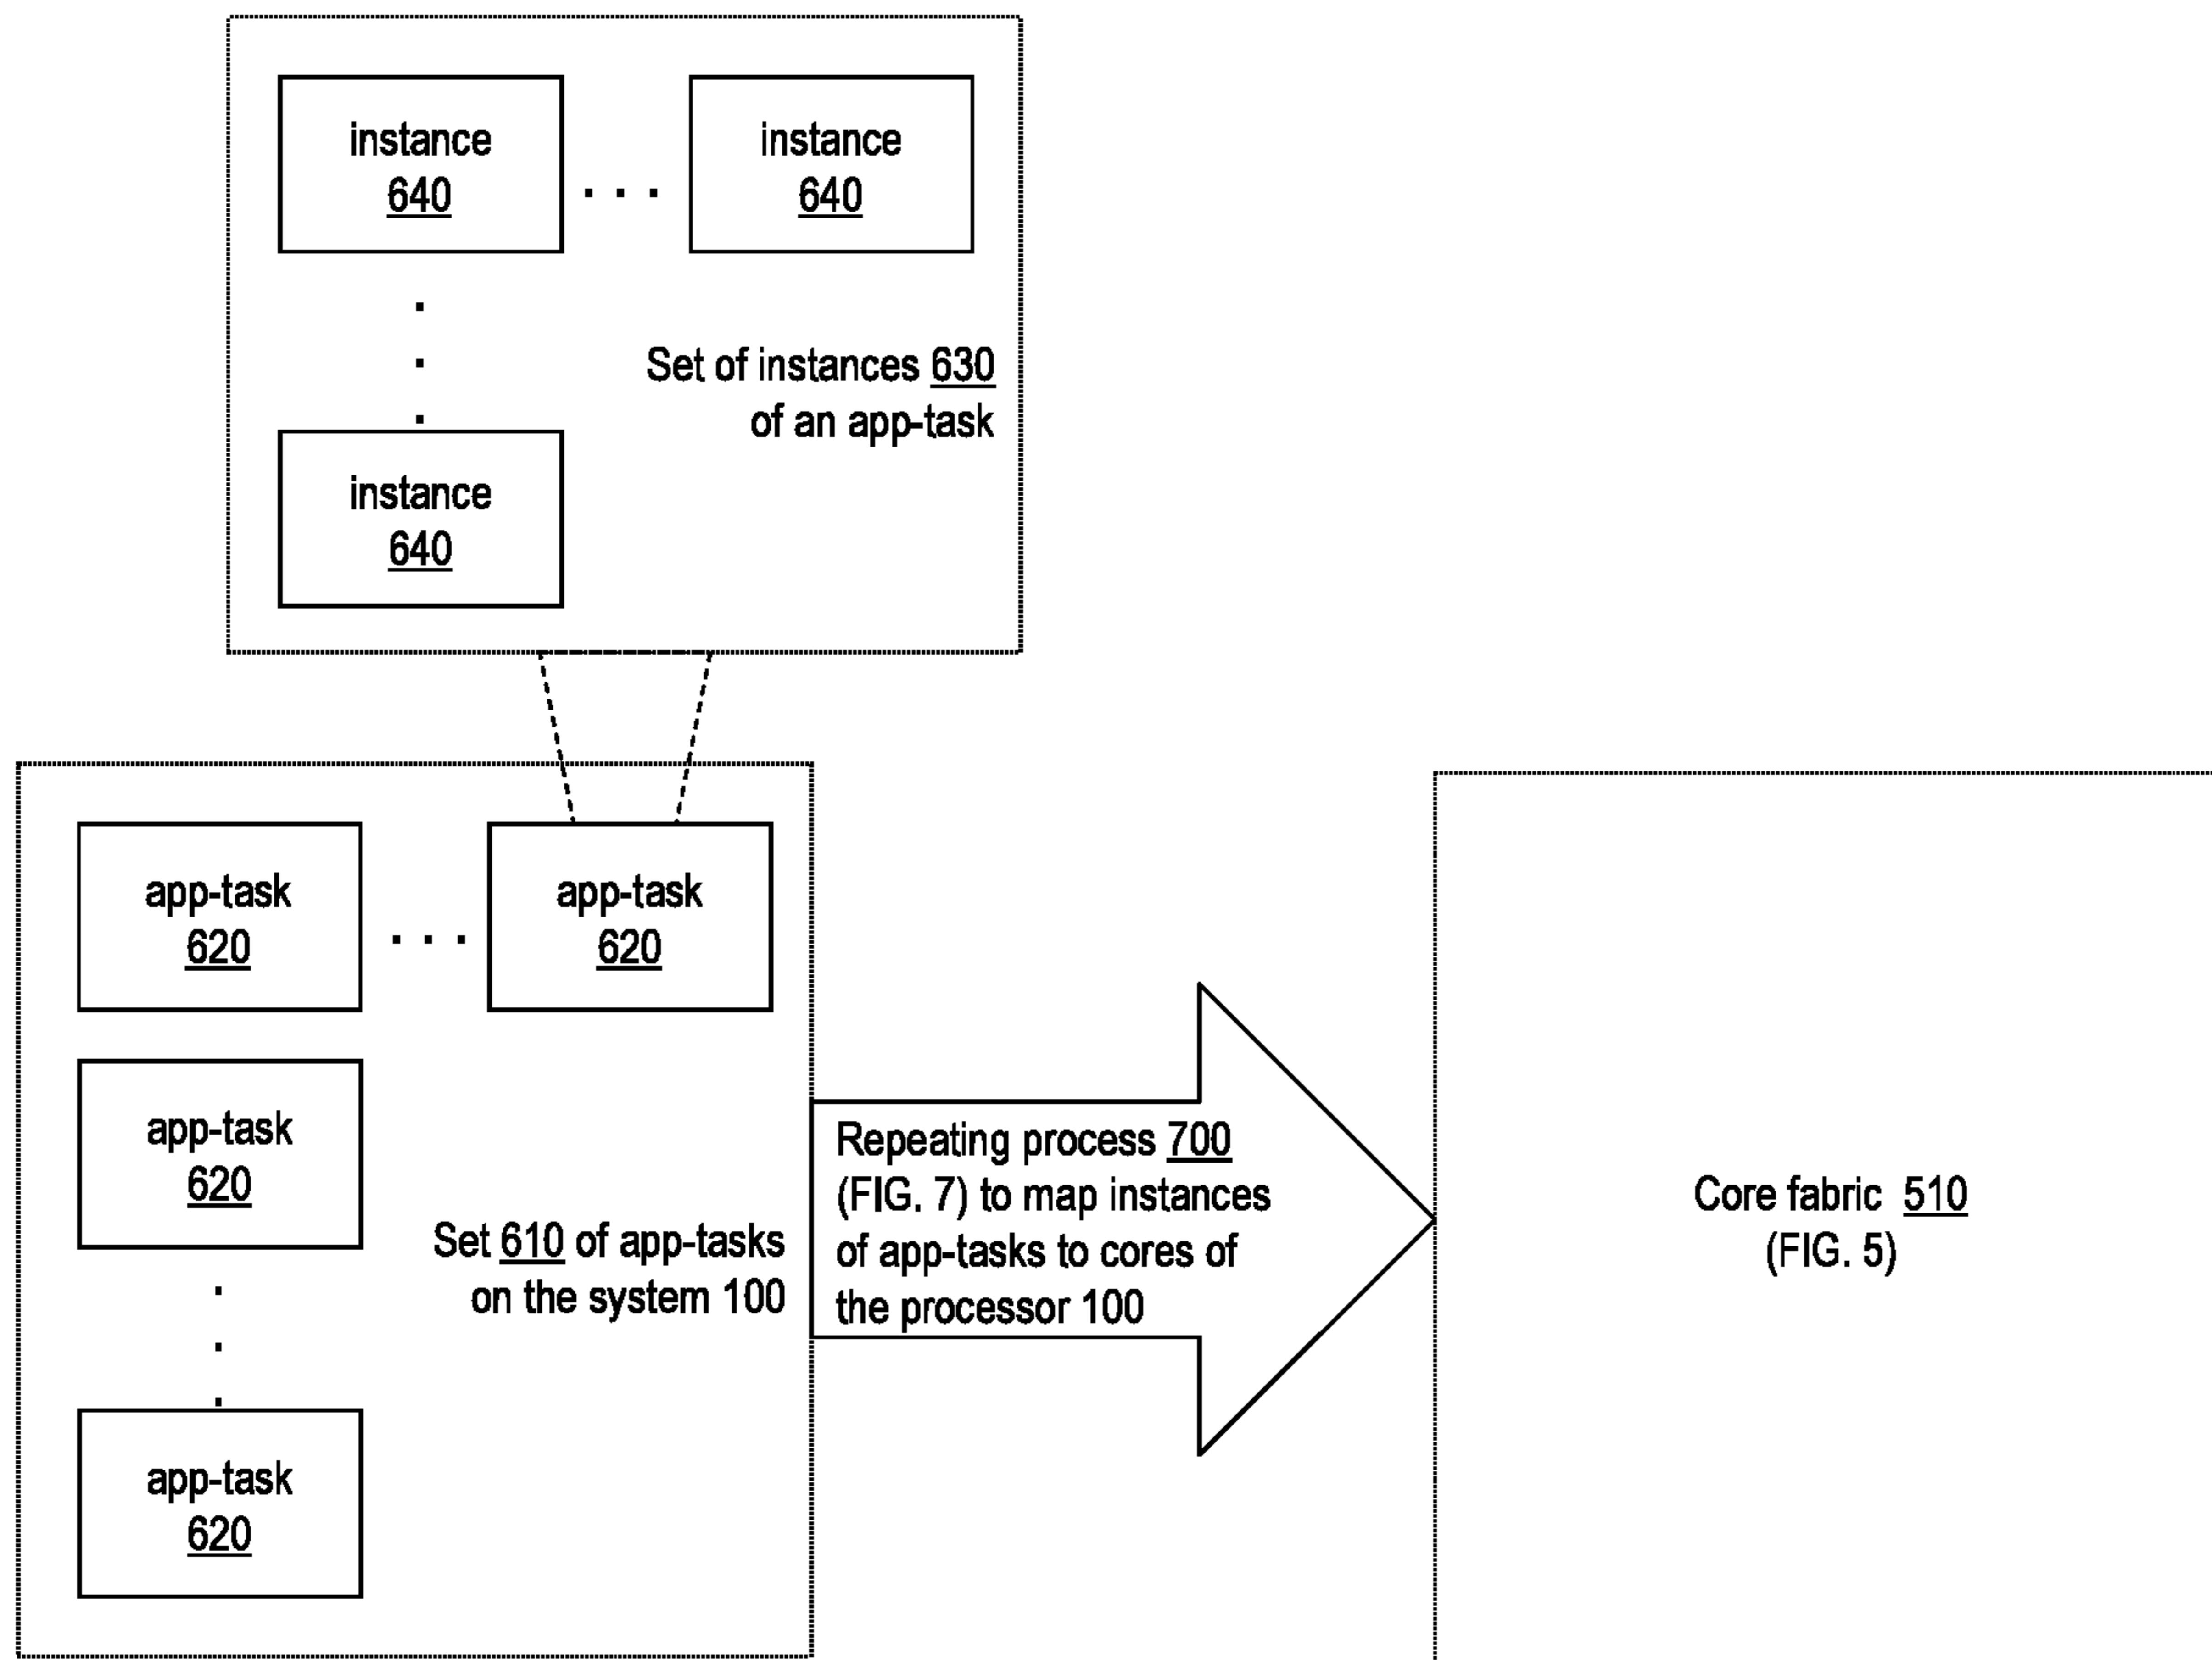 instance
640
. . .
instance
640
.
.
.
Set of instances 630
of an app-task
instance
640
app-task
620
. . .
app-task
620
app-task
620
Set 610 of app-tasks
on the system 100
.
.
.
app-task
620
Repeating process 700
(FIG. 7) to map instances
of app-tasks to cores of
the processor 100
Core fabric 510
(FIG. 5)